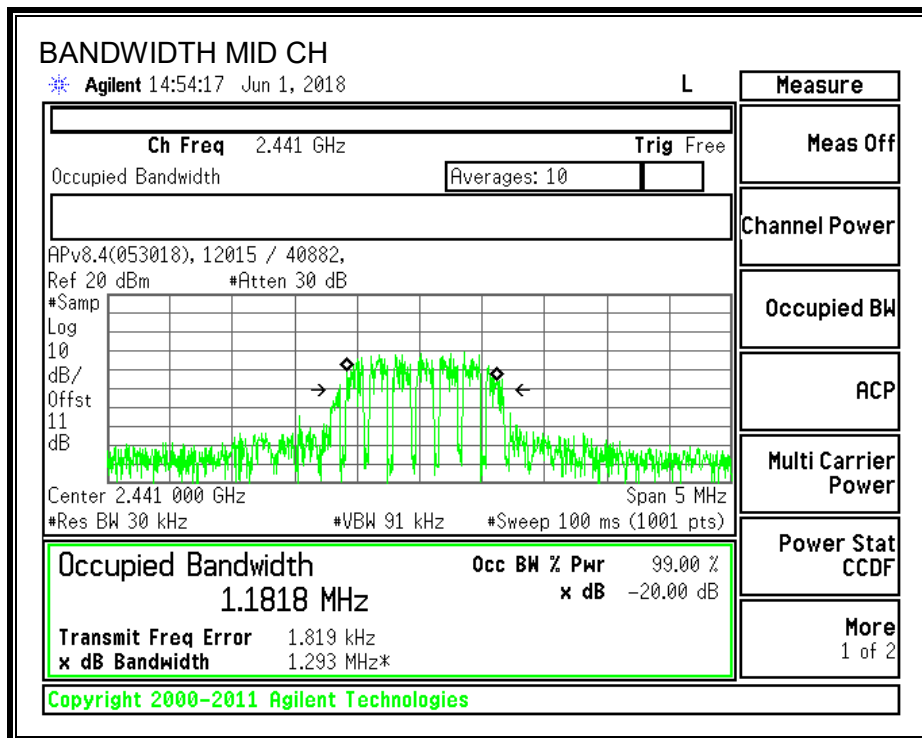 BANDWIDTH MID CH
Agilent 14:54:17 Jun 1, 2018 L
Measure
Ch Freq 2.441 GHz Trig Free
Meas Off
Occupied Bandwidth Averages: 10
Channel Power
APv8.4(053018), 12015 / 40882,
Ref 20 dBm #Atten 30 dB
#Samp
Log
10
dB/
Offst
11
dB
Occupied BW
ACP
Multi Carrier
Power
Center 2.441 000 GHz Span 5 MHz
#Res BW 30 kHz #VBW 91 kHz #Sweep 100 ms (1001 pts)
Power Stat
CCDF
Occupied Bandwidth Occ BW % Pwr 99.00 %
1.1818 MHz x dB -20.00 dB
Transmit Freq Error 1.819 kHz
x dB Bandwidth 1.293 MHz*
More
1 of 2
Copyright 2000-2011 Agilent Technologies